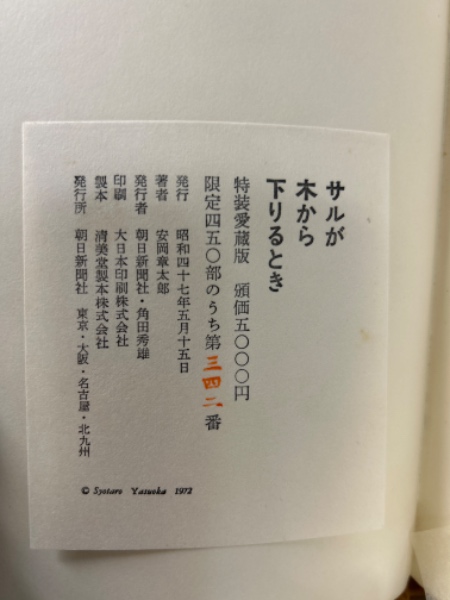 サルが
木から
下りるとき
特装愛蔵版 頒価五〇〇〇円
限定四五〇部のうち第三四二番
発行 昭和四十七年五月十五日
著者 安岡章太郎
発行者 朝日新聞社・角田秀雄
印刷 大日本印刷株式会社
製本 清美堂製本株式会社
発行所 朝日新聞社 東京・大阪・名古屋・北九州
© Syotaro Yasuoka 1972